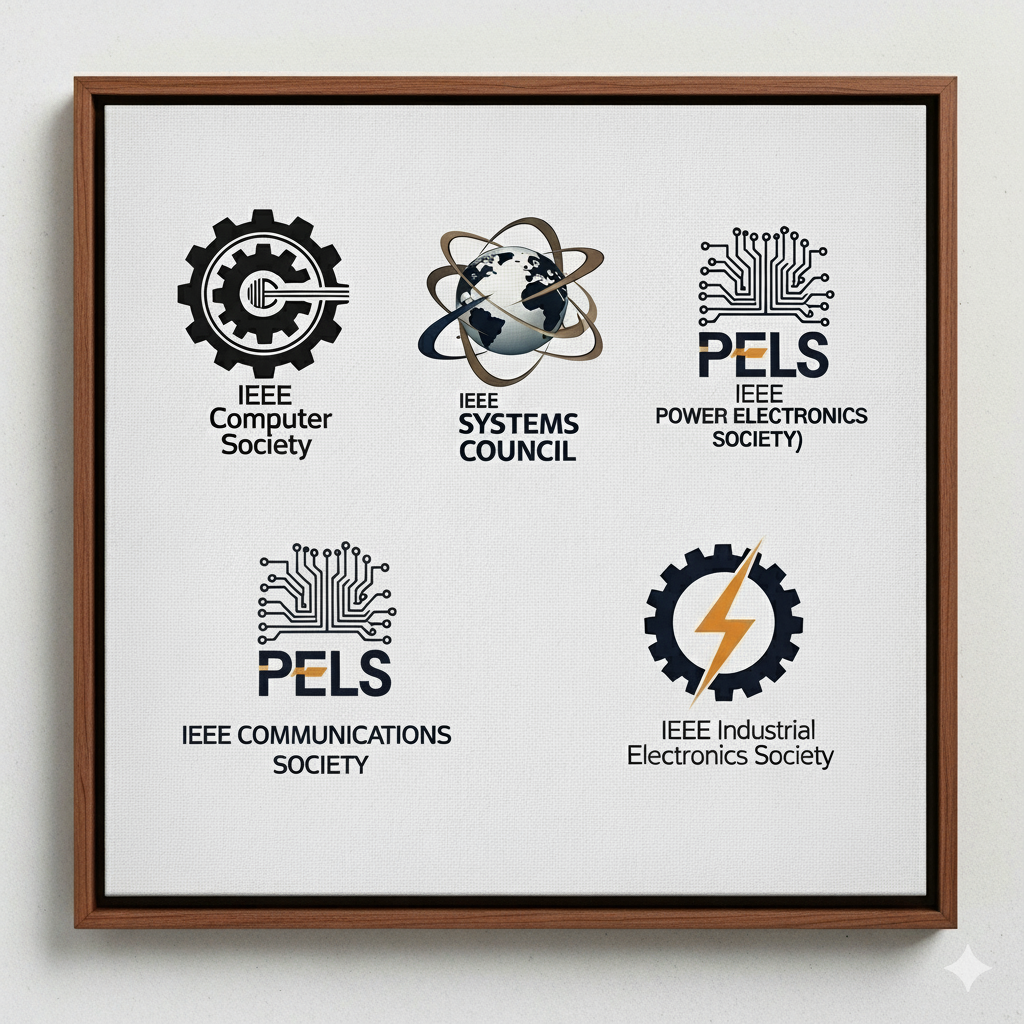 IEEE
Computer
Society
IEEE
SYSTEMS
COUNCIL
PELS
IEEE
POWER ELECTRONICS
SOCIETY)
PELS
IEEE COMMUNICATIONS
SOCIETY
IEEE Industrial
Electronics Society